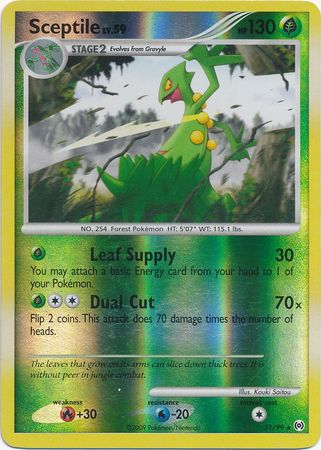 Sceptile LV.59 HP 130
STAGE2 Evolves from Grovyle
NO. 254 Forest Pokémon HT: 5'07" WT: 115.1 lbs.
Leaf Supply 30
You may attach a basic Energy card from your hand to 1 of
your Pokémon.
Dual Cut 70x
Flip 2 coins. This attack does 70 damage times the number of
heads.
The leaves that grow on its arms can slice down thick trees. It is
without peer in jungle combat.
Illus. Kouki Saitou
weakness resistance retreat cost
+30 -20
©2009 Pokémon/Nintendo 31/99